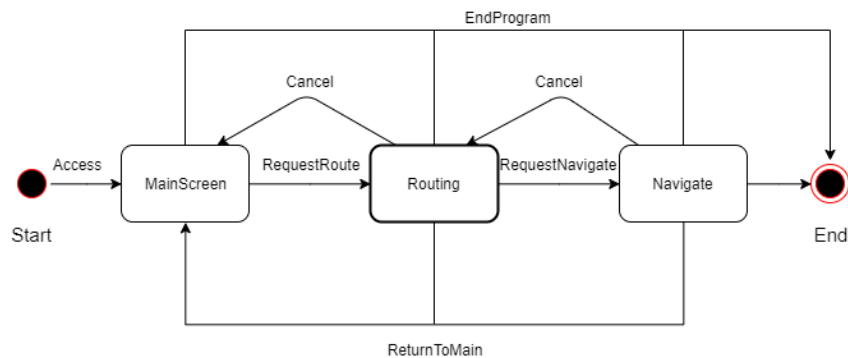 EndProgram
Cancel
Cancel
Access
RequestRoute
RequestNavigate
MainScreen
Routing
Navigate
Start
End
ReturnToMain